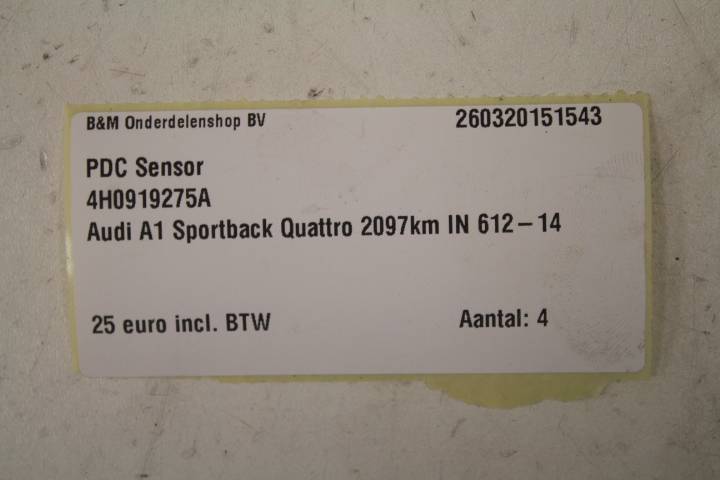 B&M Onderdelenshop BV 260320151543
PDC Sensor
4H0919275A
Audi A1 Sportback Quattro 2097km IN 612-14
25 euro incl. BTW Aantal: 4